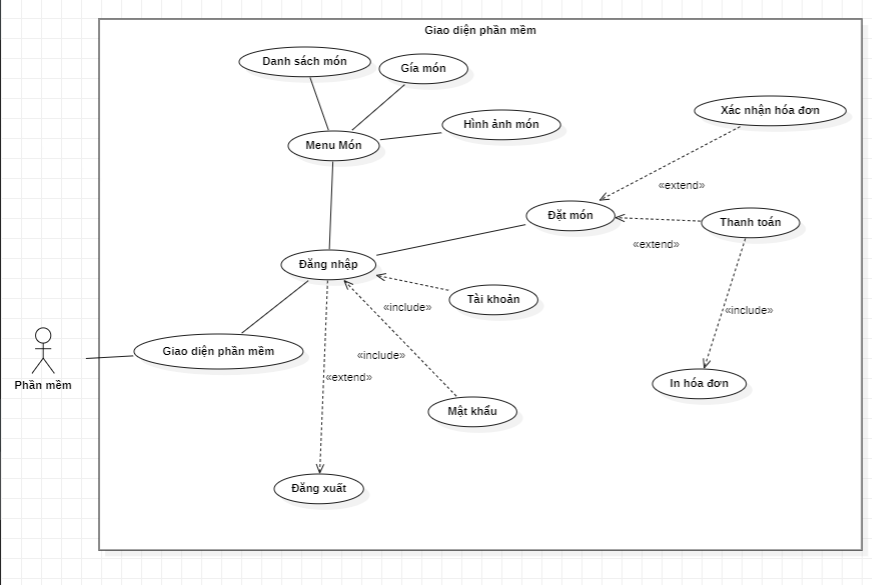 Giao diện phần mềm
Danh sách món
Gía món
Xác nhận hóa đơn
Hình ảnh món
Menu Món
«extend»
Đặt món
Thanh toán
«extend»
Đăng nhập
Tài khoản
«include»
«include»
Giao diện phần mềm
«include»
«extend»
Phần mềm
In hóa đơn
Mật khẩu
Đăng xuất